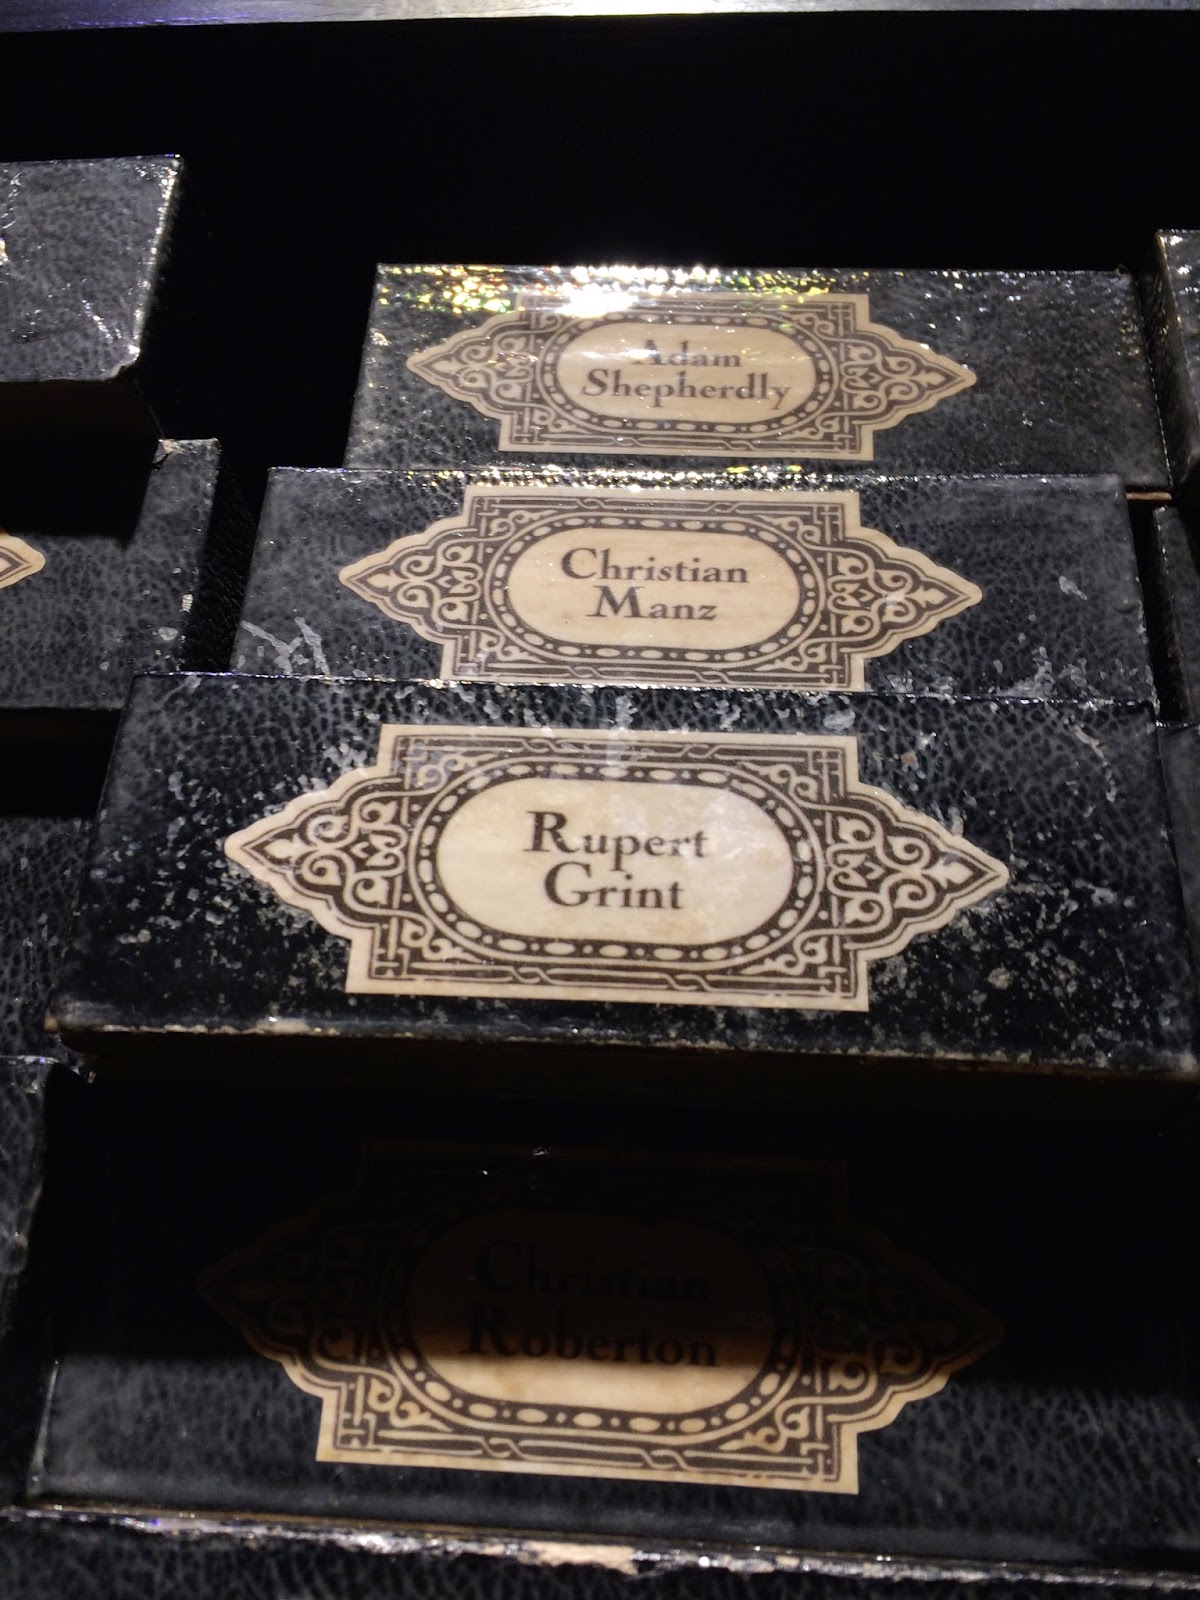 Adam
Shepherdly
Christian
Manz
Rupert
Grint
Christian
Roberton